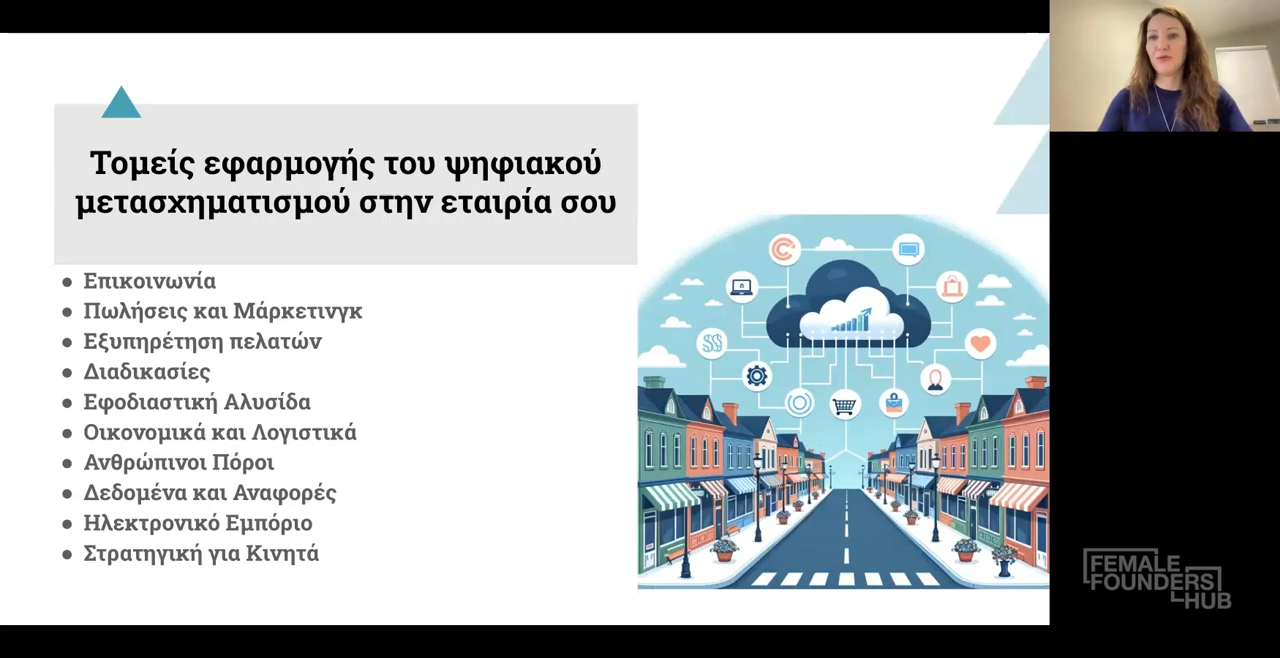 Τομείς εφαρμογής του ψηφιακού
μετασχηματισμού στην εταιρία σου
● Επικοινωνία
● Πωλήσεις και Μάρκετινγκ
● Εξυπηρέτηση πελατών
● Διαδικασίες
● Εφοδιαστική Αλυσίδα
● Οικονομικά και Λογιστικά
● Ανθρώπινοι Πόροι
● Δεδομένα και Αναφορές
● Ηλεκτρονικό Εμπόριο
● Στρατηγική για Κινητά
$$
FEMALE
FOUNDERS
HUB